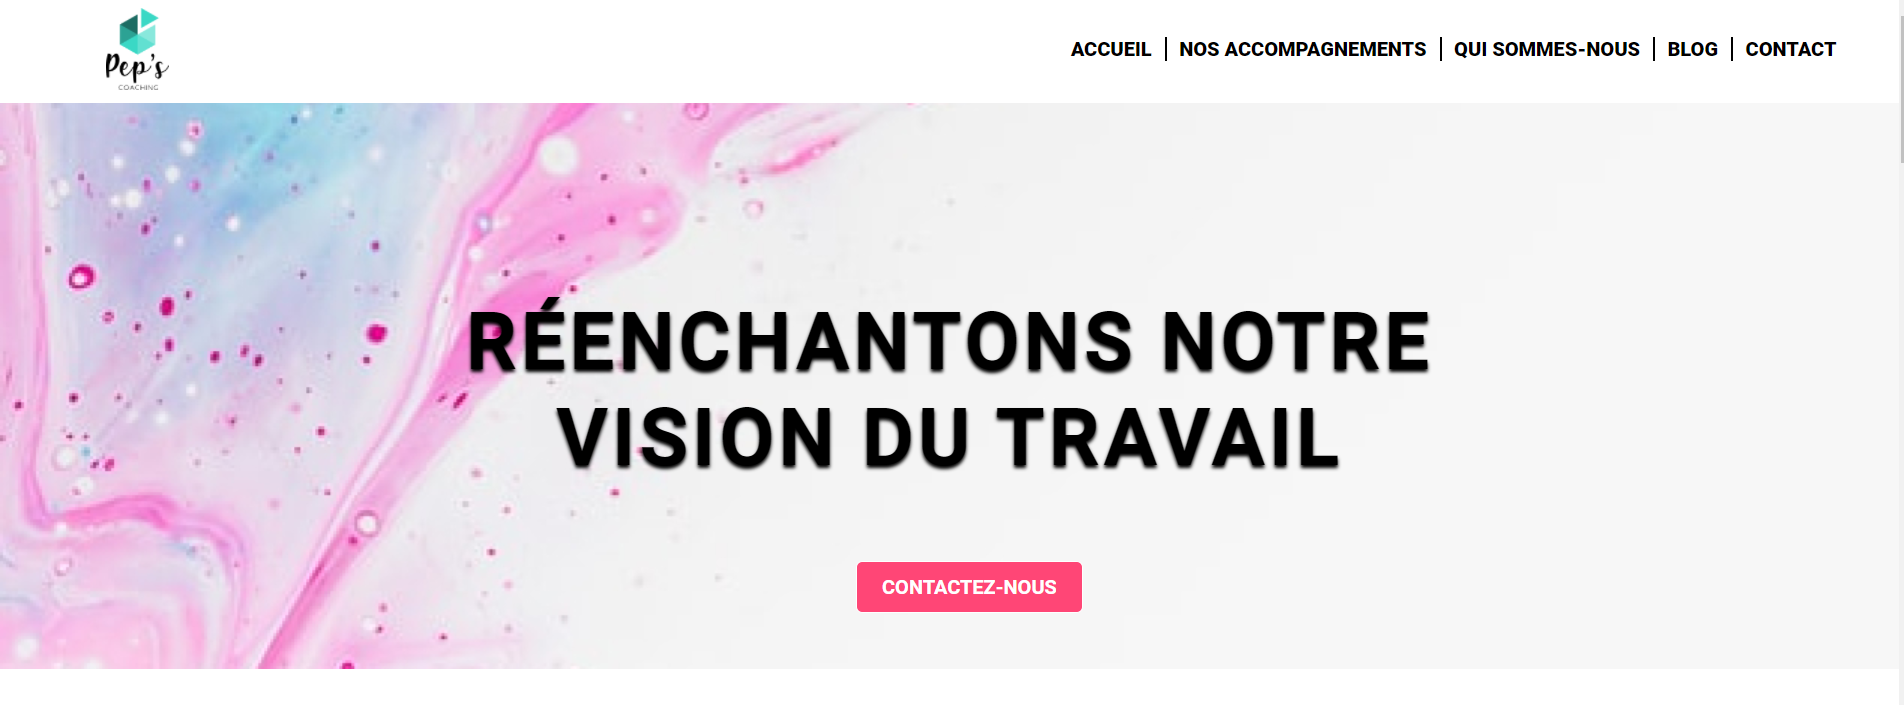 Pep's
COACHING
ACCUEIL NOS ACCOMPAGNEMENTS QUI SOMMES-NOUS BLOG CONTACT
RÉENCHANTONS NOTRE
VISION DU TRAVAIL
CONTACTEZ-NOUS